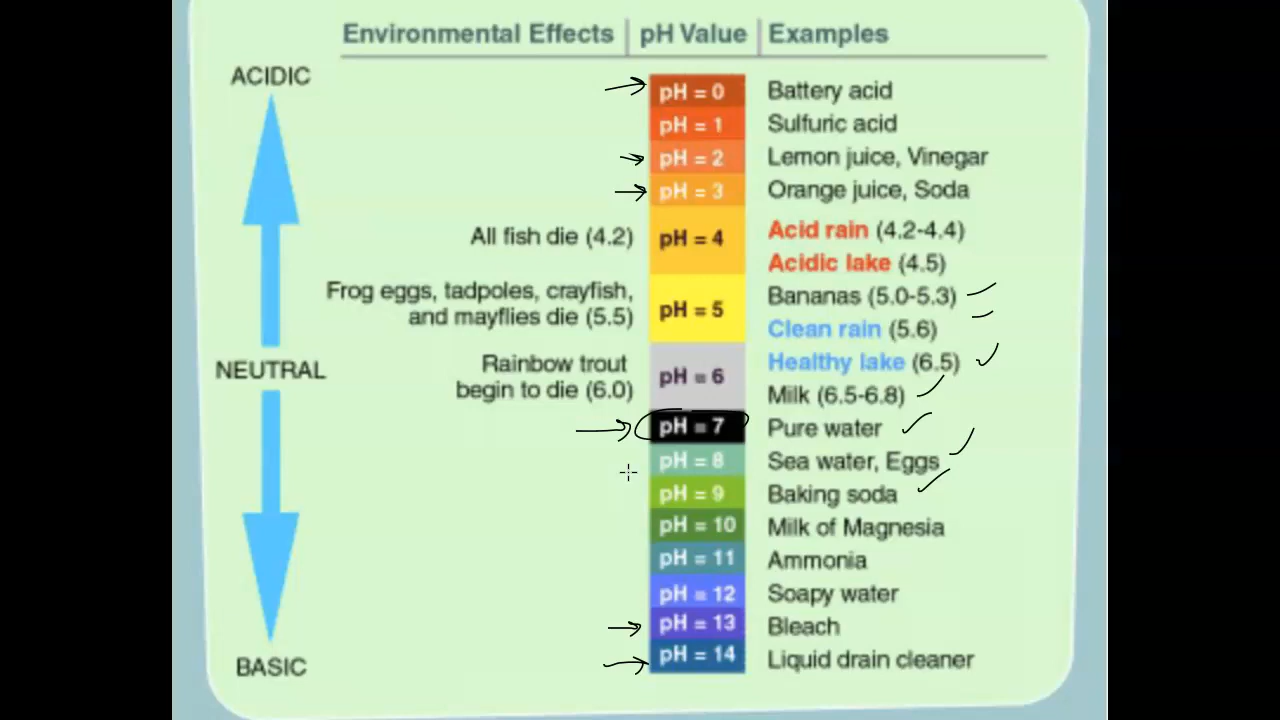 Environmental Effects | pH Value | Examples
ACIDIC
pH = 0 Battery acid
pH = 1 Sulfuric acid
pH = 2 Lemon juice, Vinegar
pH = 3 Orange juice, Soda
All fish die (4.2) pH = 4 Acid rain (4.2-4.4)
Acidic lake (4.5)
Frog eggs, tadpoles, crayfish,
and mayflies die (5.5) pH = 5 Bananas (5.0-5.3)
Clean rain (5.6)
NEUTRAL
Rainbow trout
begin to die (6.0) pH = 6 Healthy lake (6.5)
Milk (6.5-6.8)
pH = 7 Pure water
pH = 8 Sea water, Eggs
pH = 9 Baking soda
pH = 10 Milk of Magnesia
pH = 11 Ammonia
pH = 12 Soapy water
pH = 13 Bleach
pH = 14 Liquid drain cleaner
BASIC